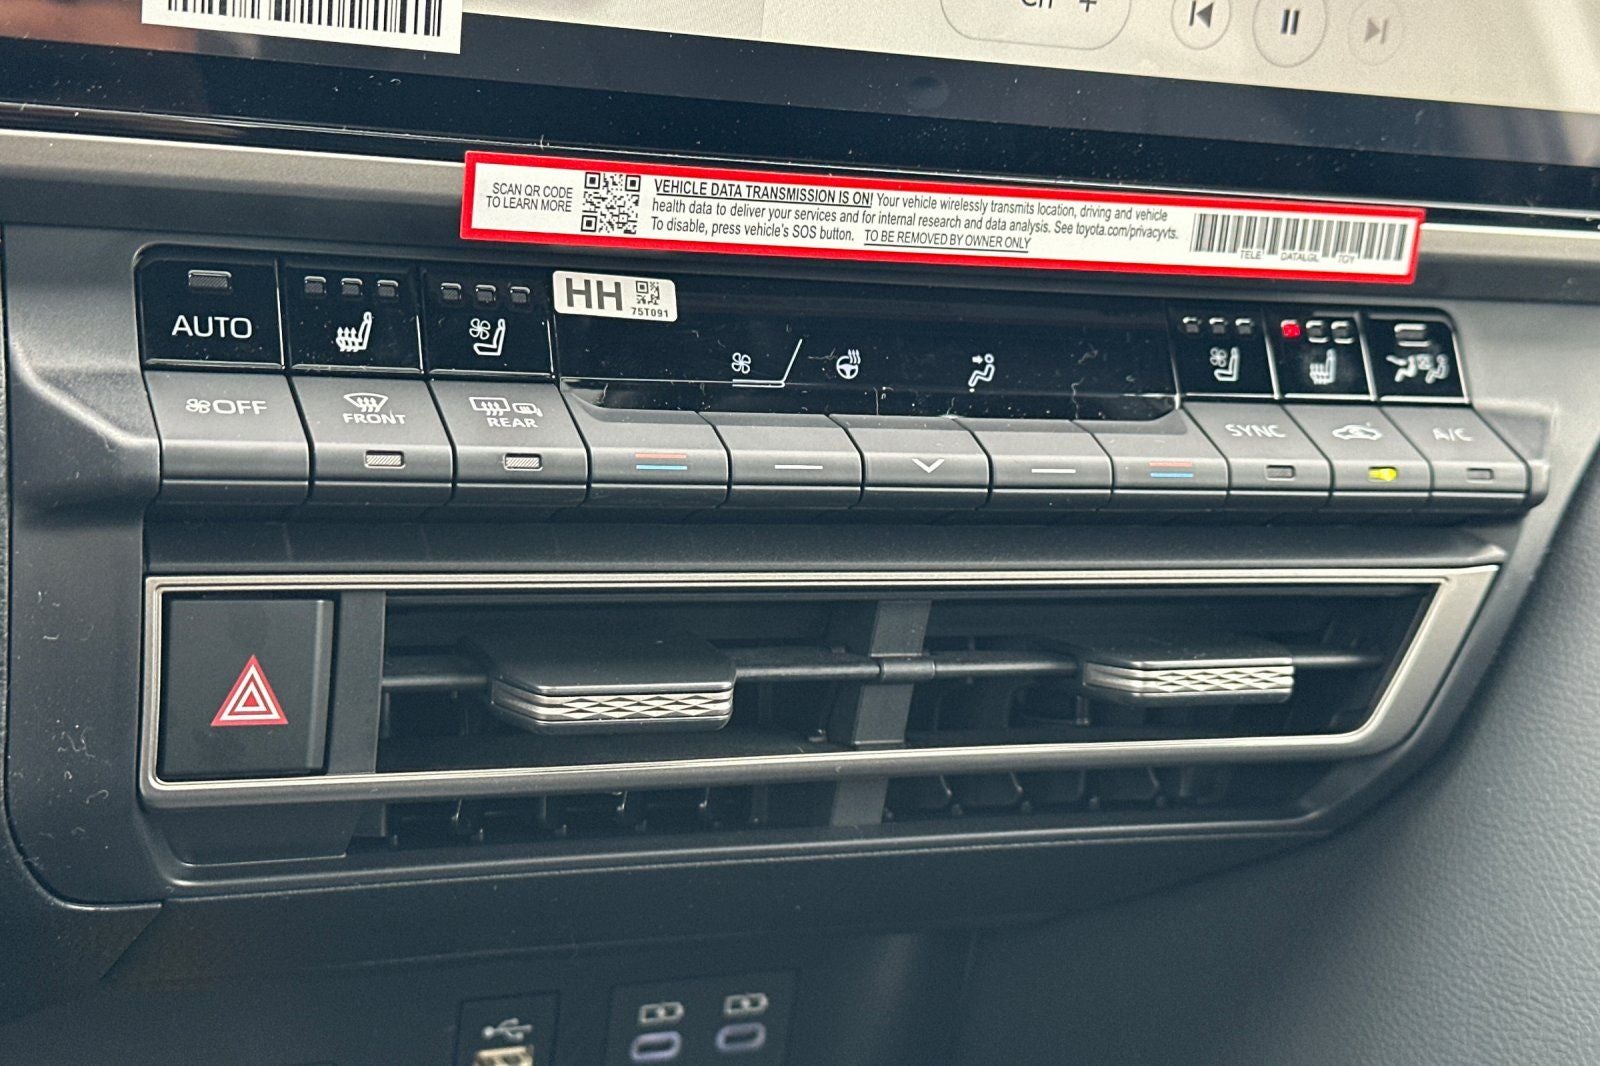 SCAN QR CODE
TO LEARN MORE
VEHICLE DATA TRANSMISSION IS ON! Your vehicle wirelessly transmits location, driving and vehicle
health data to deliver your services and for internal research and data analysis. See toyota.com/privacyvts.
To disable, press vehicle's SOS button. TO BE REMOVED BY OWNER ONLY
TELE DATALGL TOY
HH
75T091
AUTO
OFF
FRONT
REAR
SYNC
A/C